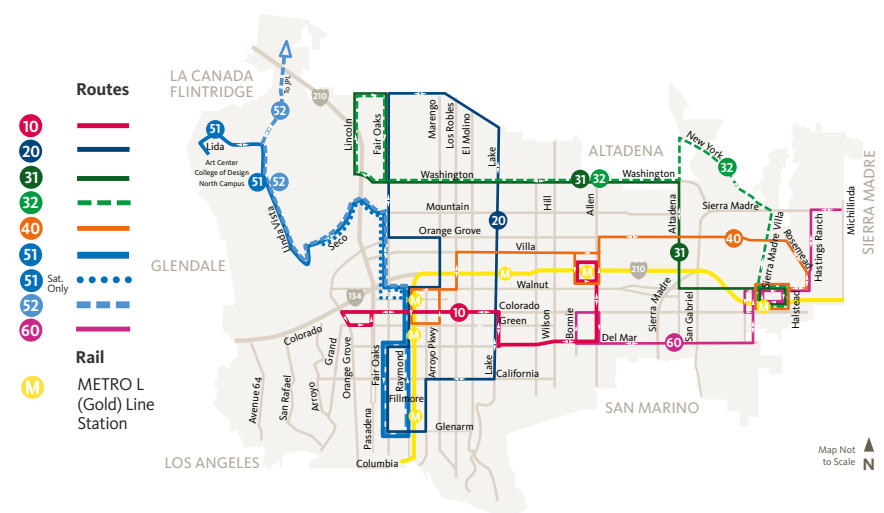 Routes
10
20
31
32
40
51
51 Sat.
Only
52
60
Rail
M
METRO L
(Gold) Line
Station
LA CANADA
FLINTRIDGE
To JPL
210
52
51
Lida
Art Center
College of Design
North Campus
51
52
Linda Vista
Seco
GLENDALE
134
Lincoln
Fair Oaks
Marengo
Los Robles
El Molino
Lake
ALTADENA
New York
32
Washington
31
32
Washington
Mountain
Hill
Allen
Altadena
Sierra Madre
SIERRA MADRE
Michillinda
Hastings Ranch
Rosemead
Sierra Madre Villa
20
Orange Grove
Villa
40
31
M
M
210
Walnut
M
Colorado
10
Green
M
Colorado
Wilson
Bonnie
Sierra Madre
San Gabriel
Halstead
M
Del Mar
60
Grand
Orange Grove
Fair Oaks
Raymond
Arroyo Pkwy
Lake
California
Avenue 64
San Rafael
Arroyo
Pasadena
Fillmore
M
Glenarm
SAN MARINO
LOS ANGELES
Columbia
Map Not
to Scale
N